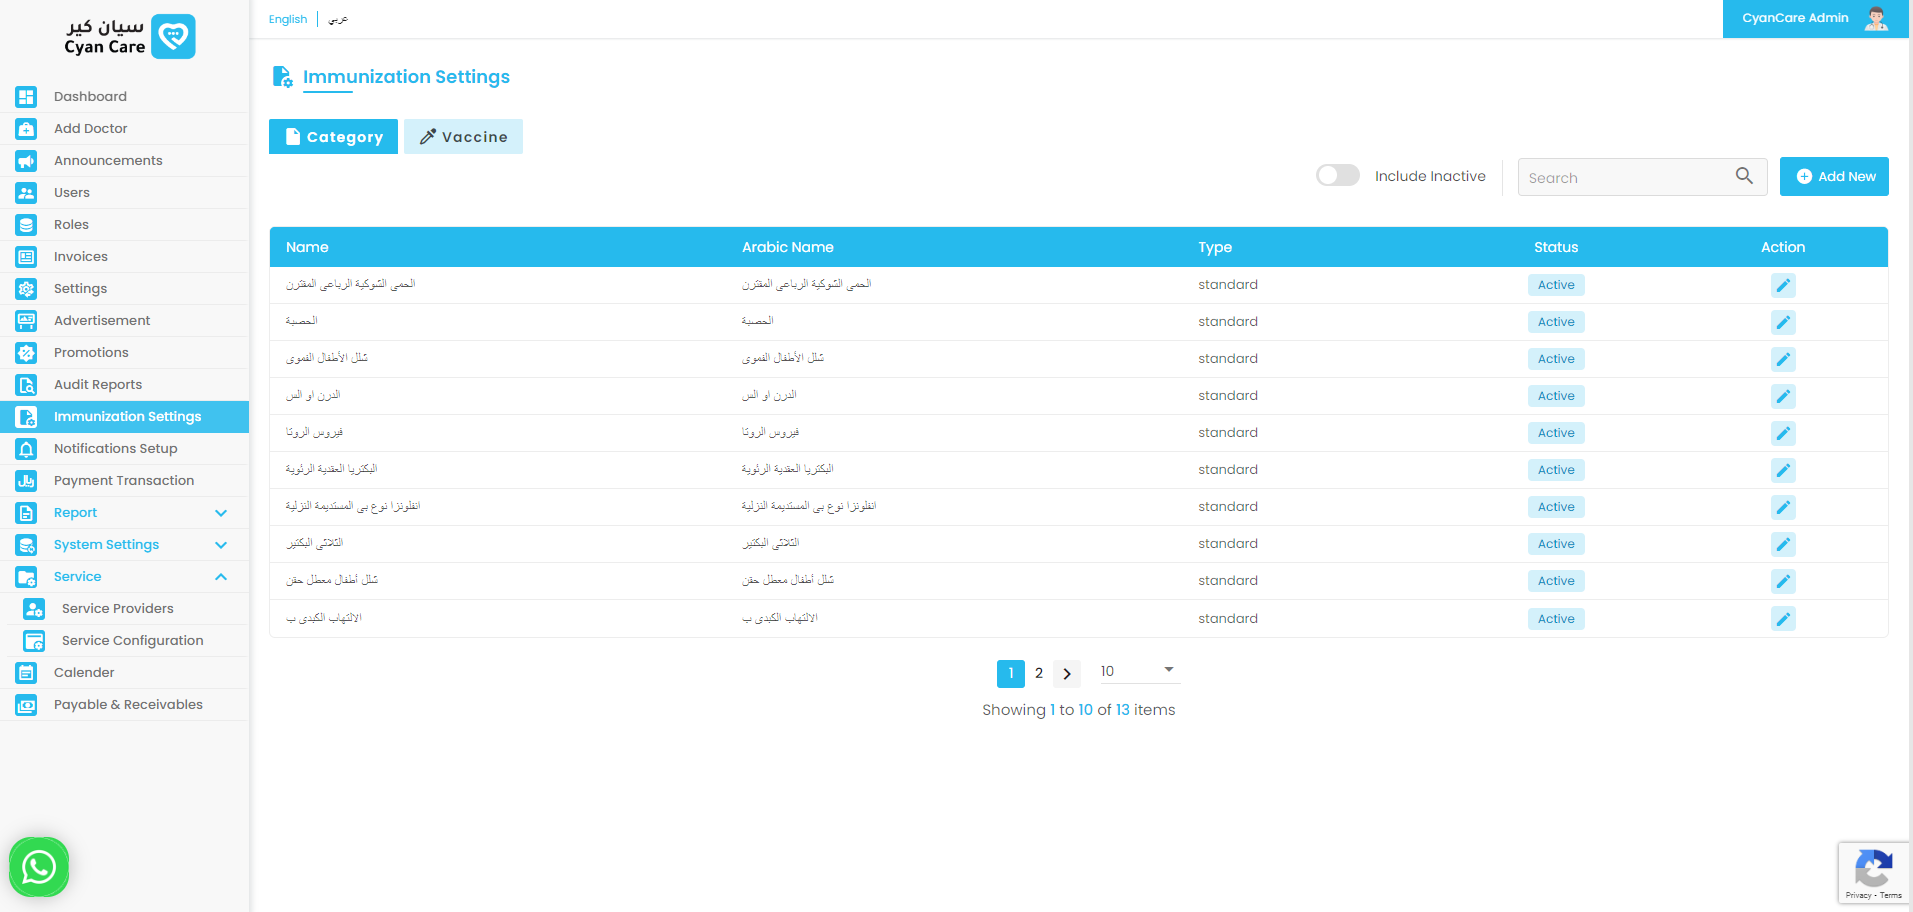 سيان كير
Cyan Care
English | عربي
CyanCare Admin
Dashboard
Add Doctor
Announcements
Users
Roles
Invoices
Settings
Advertisement
Promotions
Audit Reports
Immunization Settings
Notifications Setup
Payment Transaction
Report
System Settings
Service
Service Providers
Service Configuration
Calender
Payable & Receivables
Immunization Settings
Category Vaccine
Include Inactive Search Add New
Name Arabic Name Type Status Action
الحمى الشوكية الرباعى المقترن الحمى الشوكية الرباعى المقترن standard Active
الحصبة الحصبة standard Active
شلل الأطفال الفموى شلل الأطفال الفموى standard Active
الدرن او الس الدرن او الس standard Active
فيروس الروتا فيروس الروتا standard Active
البكتريا العقدية الرئوية البكتريا العقدية الرئوية standard Active
انفلونزا نوع بى المستديمة النزلية انفلونزا نوع بى المستديمة النزلية standard Active
الثلاثى البكتير الثلاثى البكتير standard Active
شلل أطفال معطل حقن شلل أطفال معطل حقن standard Active
الالتهاب الكبدى ب الالتهاب الكبدى ب standard Active
1 2 10
Showing 1 to 10 of 13 items
Privacy - Terms